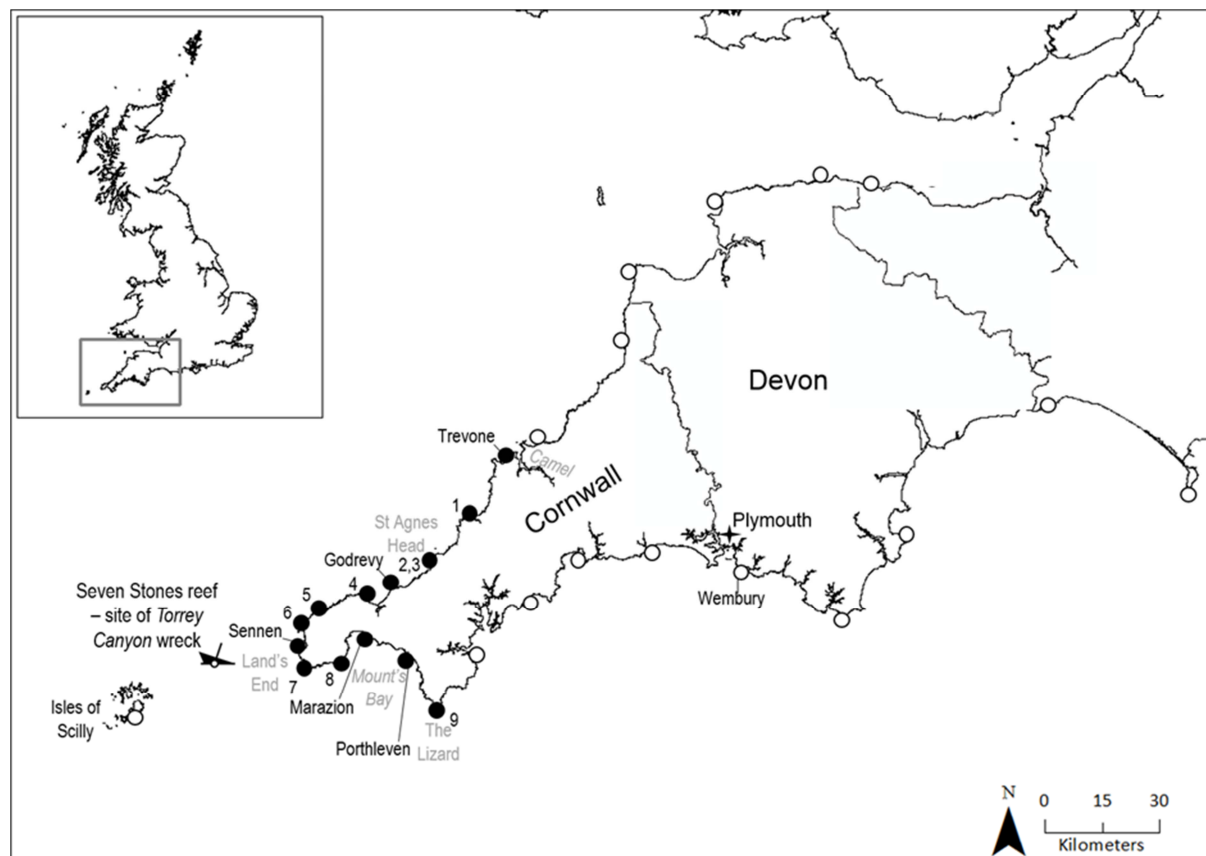 Devon
Trevone
Camel
Cornwall
1
St Agnes
Head
2,3
Godrevy
4
Plymouth
Wembury
Seven Stones reef
– site of Torrey
Canyon wreck
5
6
Sennen
Land's
End
7
8
Marazion
Mount's
Bay
Isles of
Scilly
9
The
Lizard
Porthleven
N
0 15 30
Kilometers